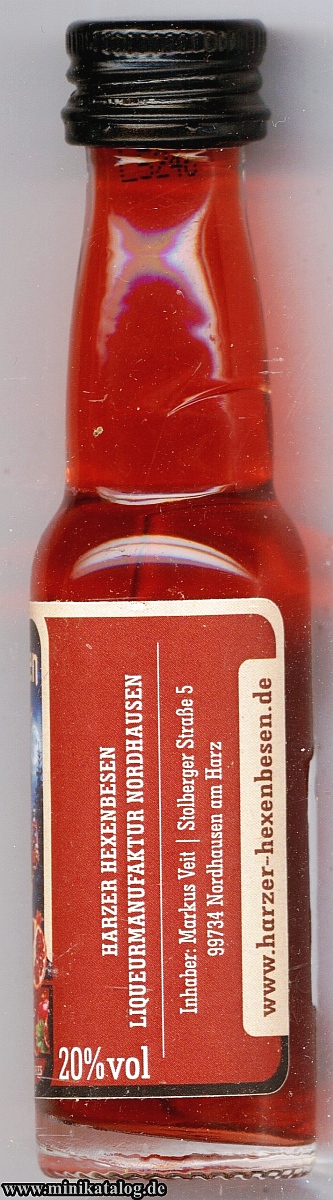 HARZER HEXENBESEN
LIQUEURMANUFAKTUR NORDHAUSEN
Inhaber: Markus Veit | Stolberger Straße 5
99734 Nordhausen am Harz
www.harzer-hexenbesen.de
20%vol
www.minikatalog.de